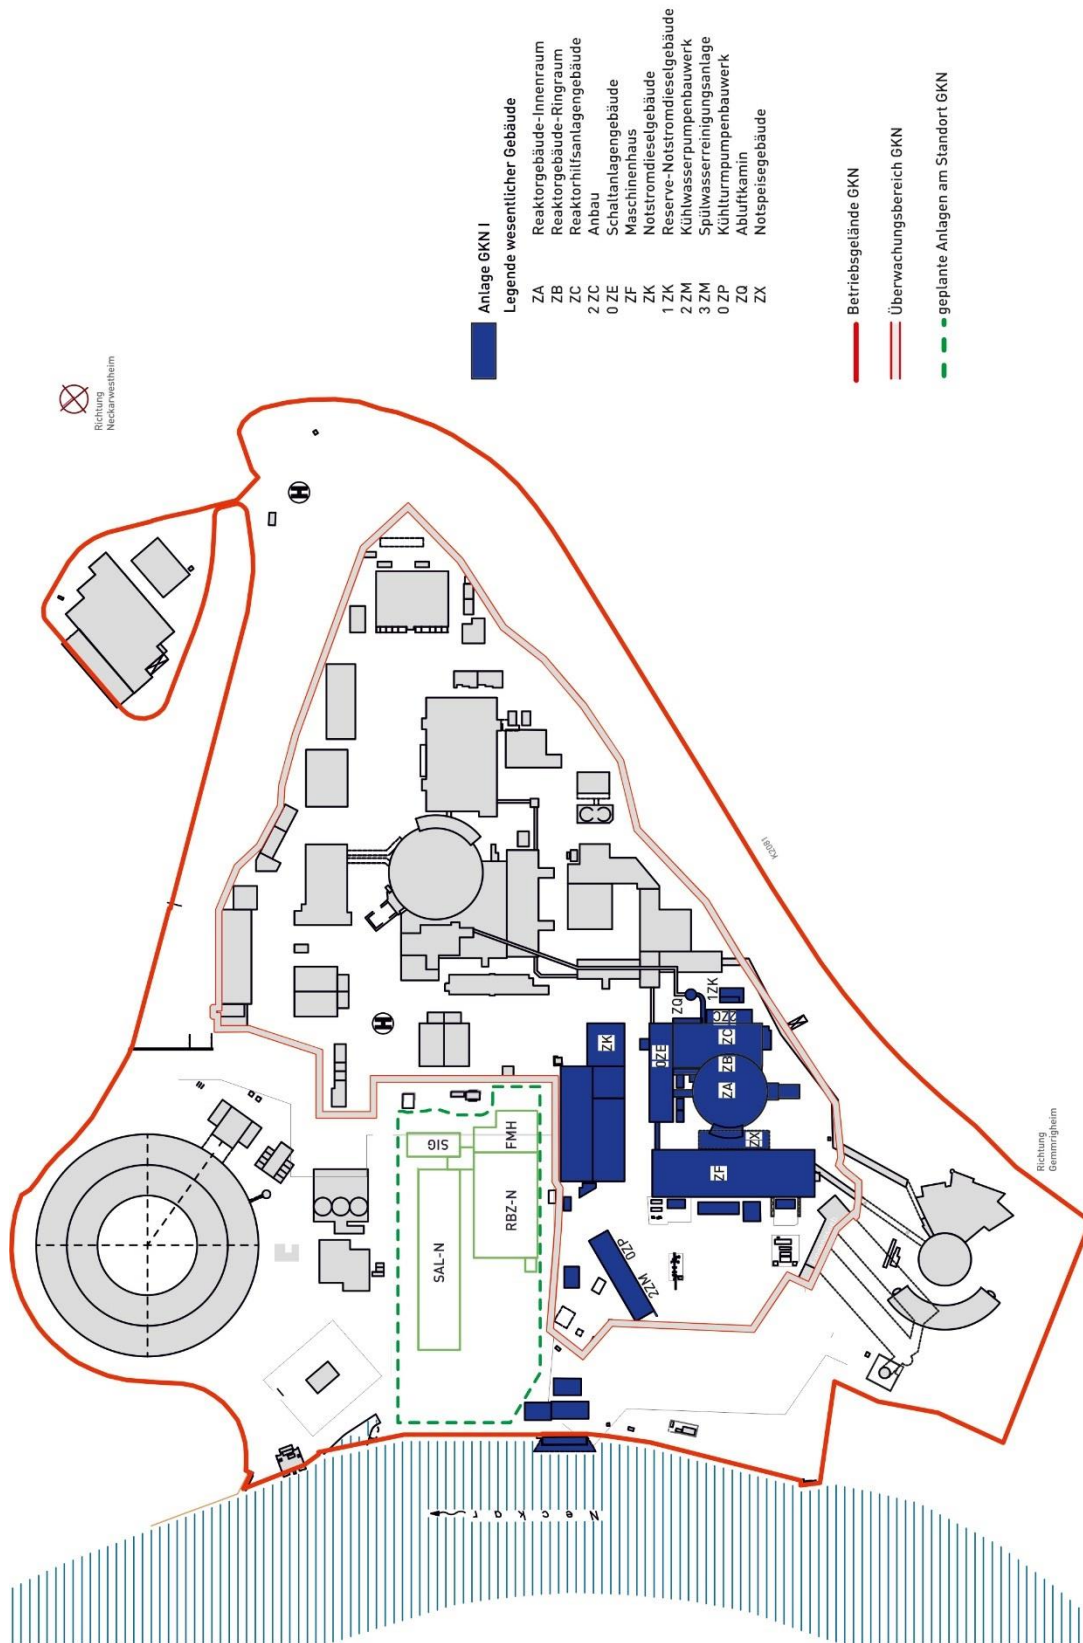 Anlage GKN I
Legende wesentlicher Gebäude
ZA Reaktorgebäude-Innenraum
ZB Reaktorgebäude-Ringraum
ZC Reaktorhilfsanlagengebäude
2 ZC Anbau
0 ZE Schaltanlagengebäude
ZF Maschinenhaus
ZK Notstromdieselgebäude
1 ZK Reserve-Notstromdieselgebäude
2 ZM Kühlwasserpumpenbauwerk
3 ZM Spülwasserreinigungsanlage
0 ZP Kühlturmpumpenbauwerk
ZQ Abluftkamin
ZX Notspeisegebäude
Betriebsgelände GKN
Überwachungsbereich GKN
geplante Anlagen am Standort GKN
Richtung
Neckarwestheim
H
H
K2081
Richtung
Gemmrigheim
Neckar
SAL-N
SIG
FMH
RBZ-N
ZK
0ZE
ZQ
1ZK
2ZC
ZC
ZB
ZA
ZX
ZF
2ZM
0ZP